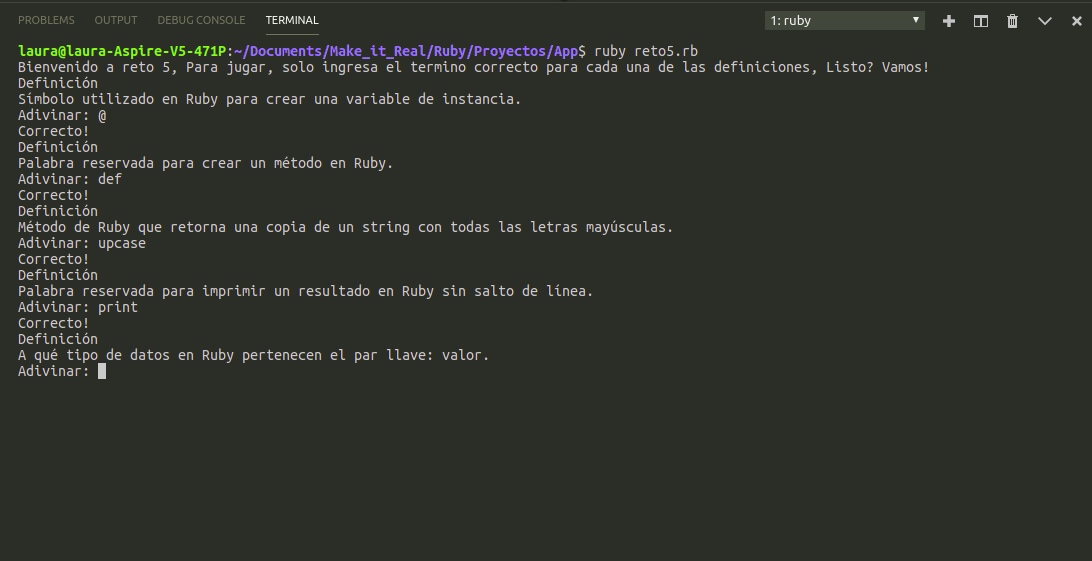 PROBLEMS OUTPUT DEBUG CONSOLE TERMINAL 1: ruby
laura@laura-Aspire-V5-471P:~/Documents/Make_it_Real/Ruby/Proyectos/App$ ruby reto5.rb
Bienvenido a reto 5, Para jugar, solo ingresa el termino correcto para cada una de las definiciones, Listo? Vamos!
Definición
Símbolo utilizado en Ruby para crear una variable de instancia.
Adivinar: @
Correcto!
Definición
Palabra reservada para crear un método en Ruby.
Adivinar: def
Correcto!
Definición
Método de Ruby que retorna una copia de un string con todas las letras mayúsculas.
Adivinar: upcase
Correcto!
Definición
Palabra reservada para imprimir un resultado en Ruby sin salto de línea.
Adivinar: print
Correcto!
Definición
A qué tipo de datos en Ruby pertenecen el par llave: valor.
Adivinar: